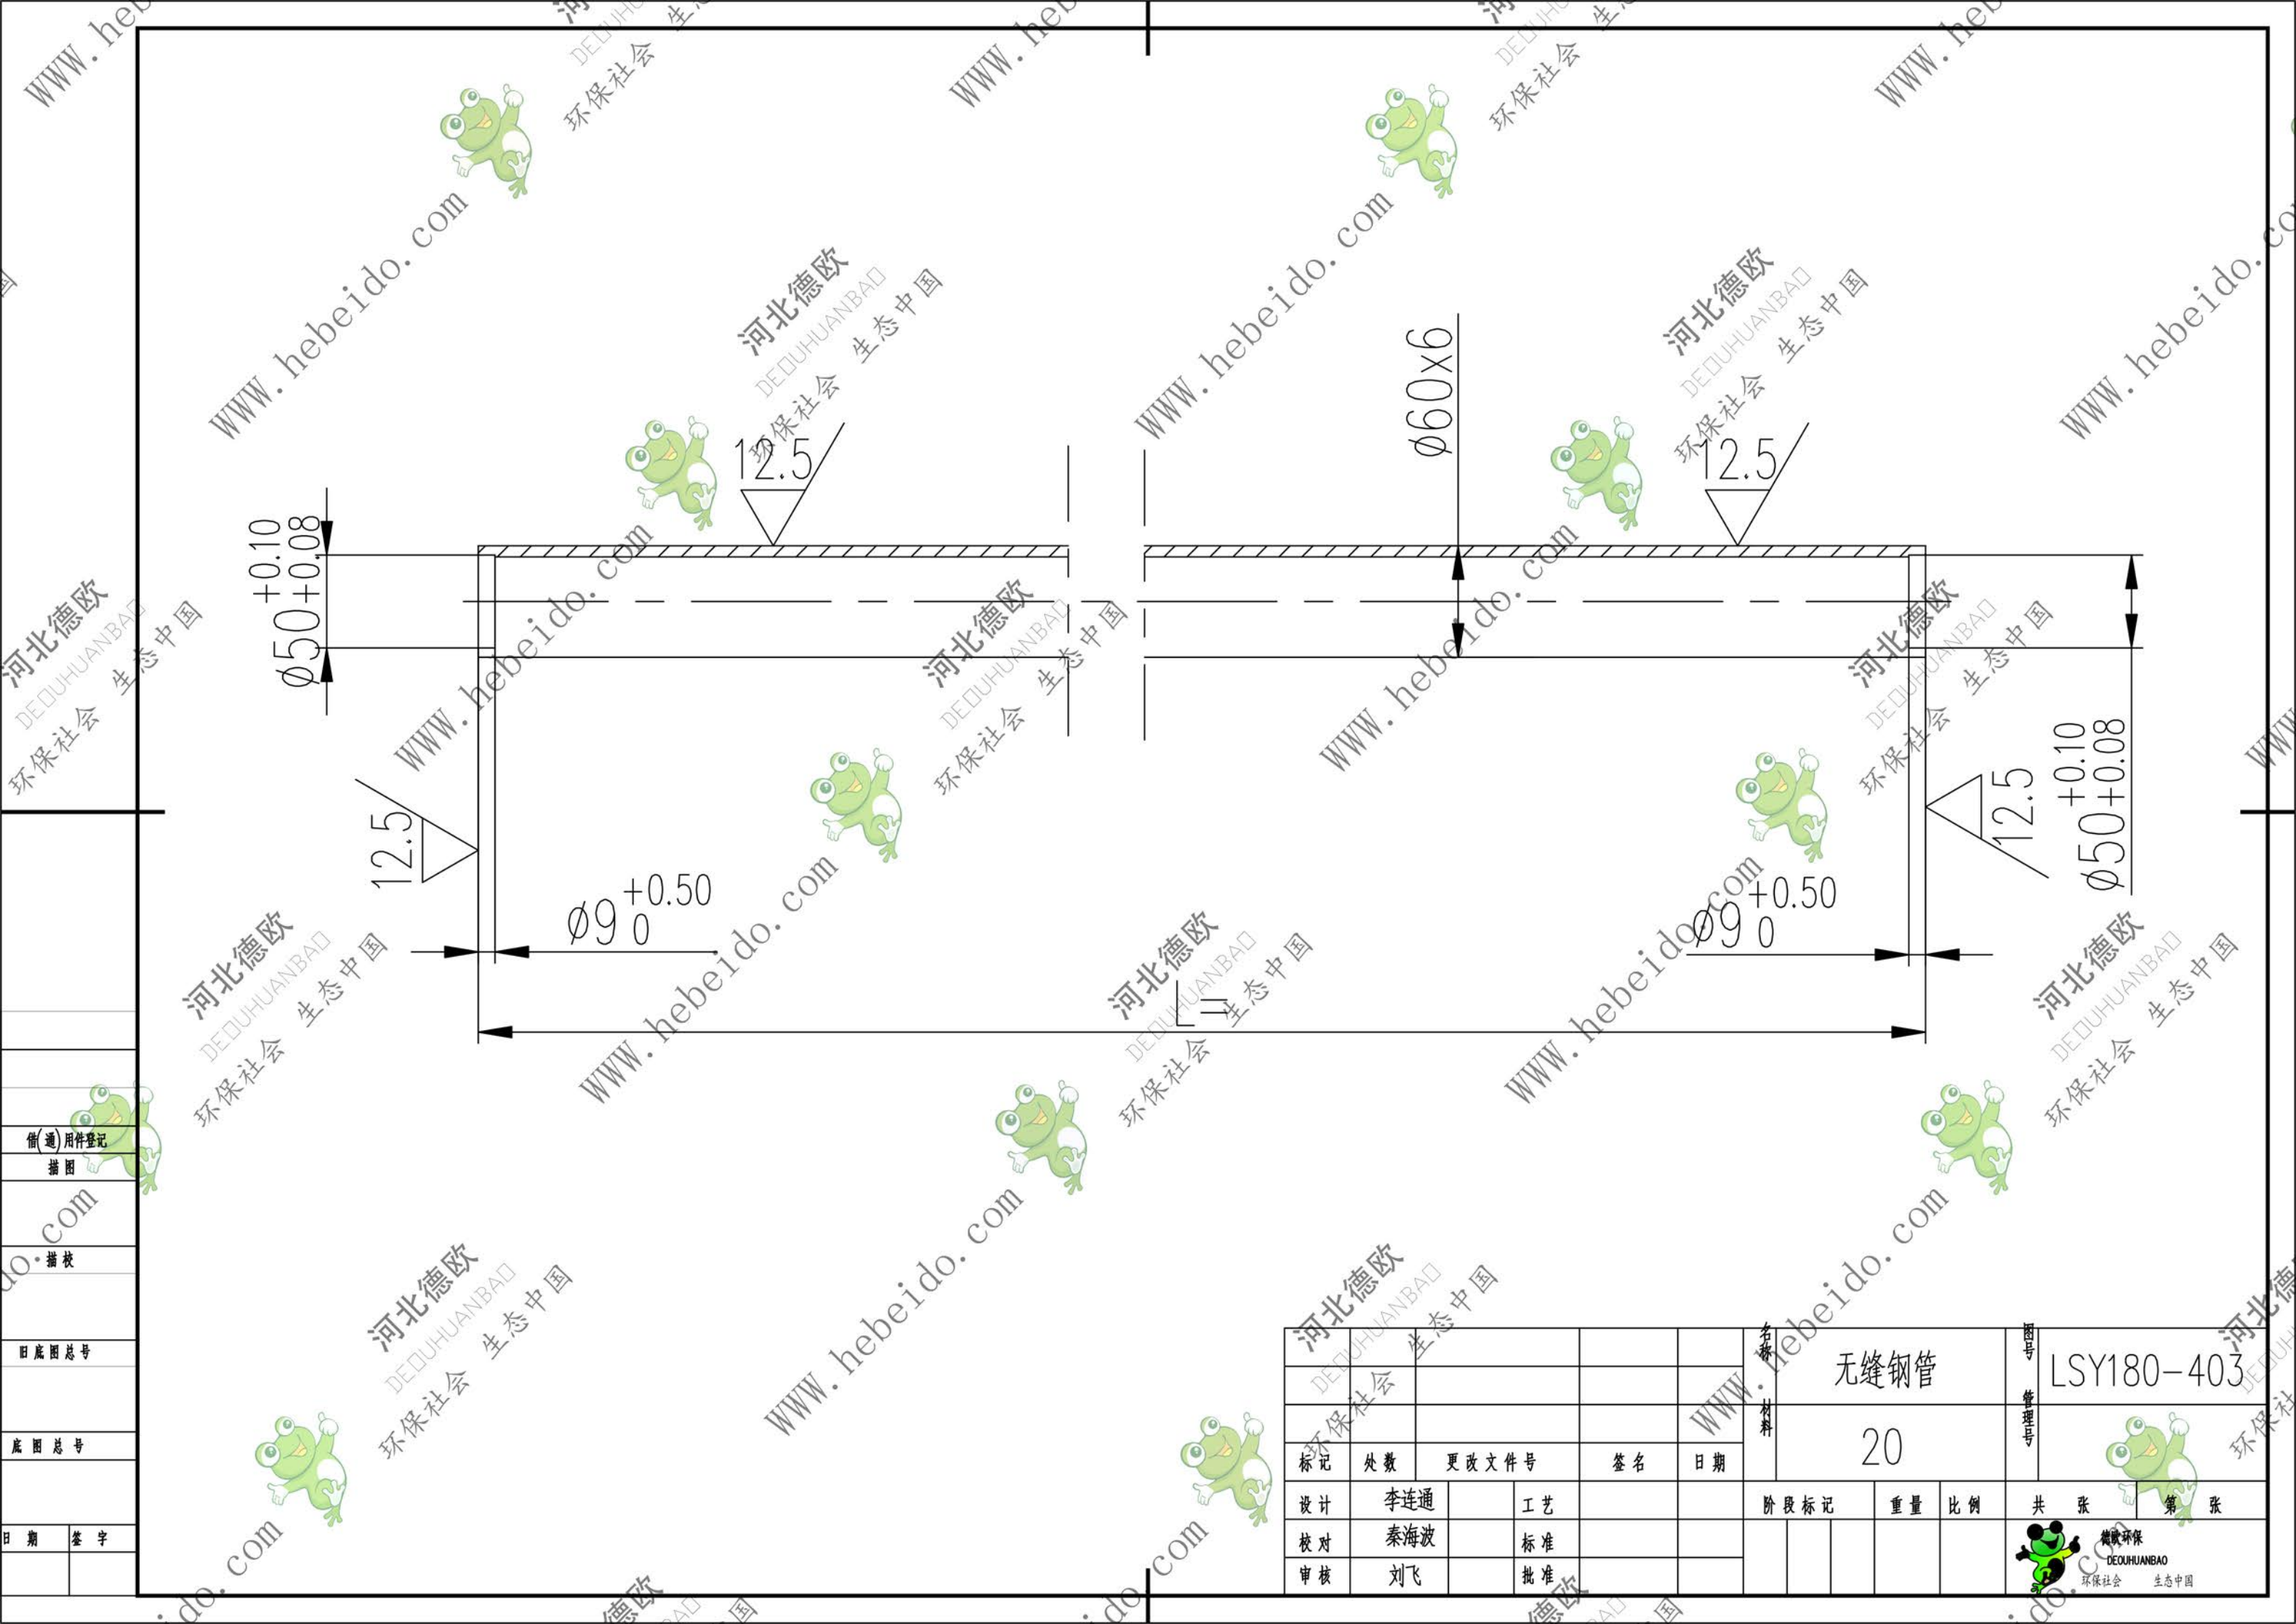 WWW.hebeido.com
河北德欧
DEOUHUANBAO
环保社会 生态中国
ø60x6
12.5
12.5
ø50 +0.10 +0.08
12.5
12.5
ø50 +0.10 +0.08
ø9 +0.50 0
ø9 +0.50 0
L=
借(通)用件登记
描图
描校
旧底图总号
底图总号
日期 签字
名称 无缝钢管 图号 LSY180-403
材料 20 管理号
标记 处数 更改文件号 签名 日期
设计 李连通 工艺 阶段标记 重量 比例 共 张 第 张
校对 秦海波 标准
审核 刘飞 批准
德欧环保
DEOUHUANBAO
环保社会 生态中国